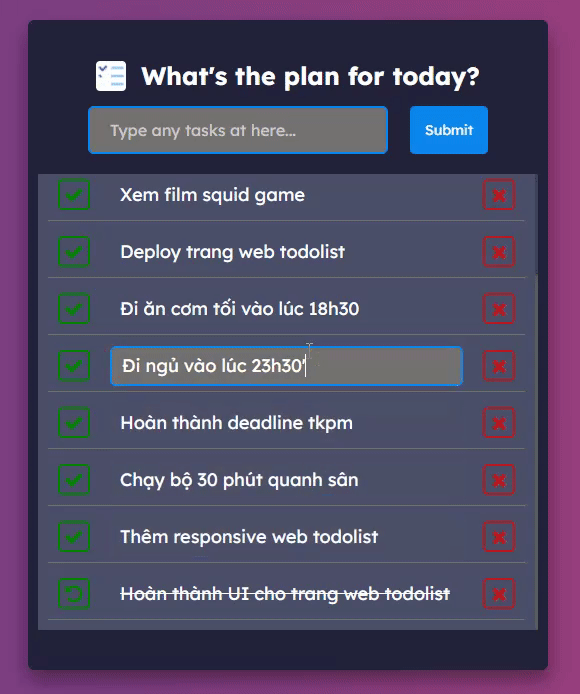 What's the plan for today?
Type any tasks at here...
Submit
Xem film squid game
Deploy trang web todolist
Đi ăn cơm tối vào lúc 18h30
Đi ngủ vào lúc 23h30'
Hoàn thành deadline tkpm
Chạy bộ 30 phút quanh sân
Thêm responsive web todolist
Hoàn thành UI cho trang web todolist